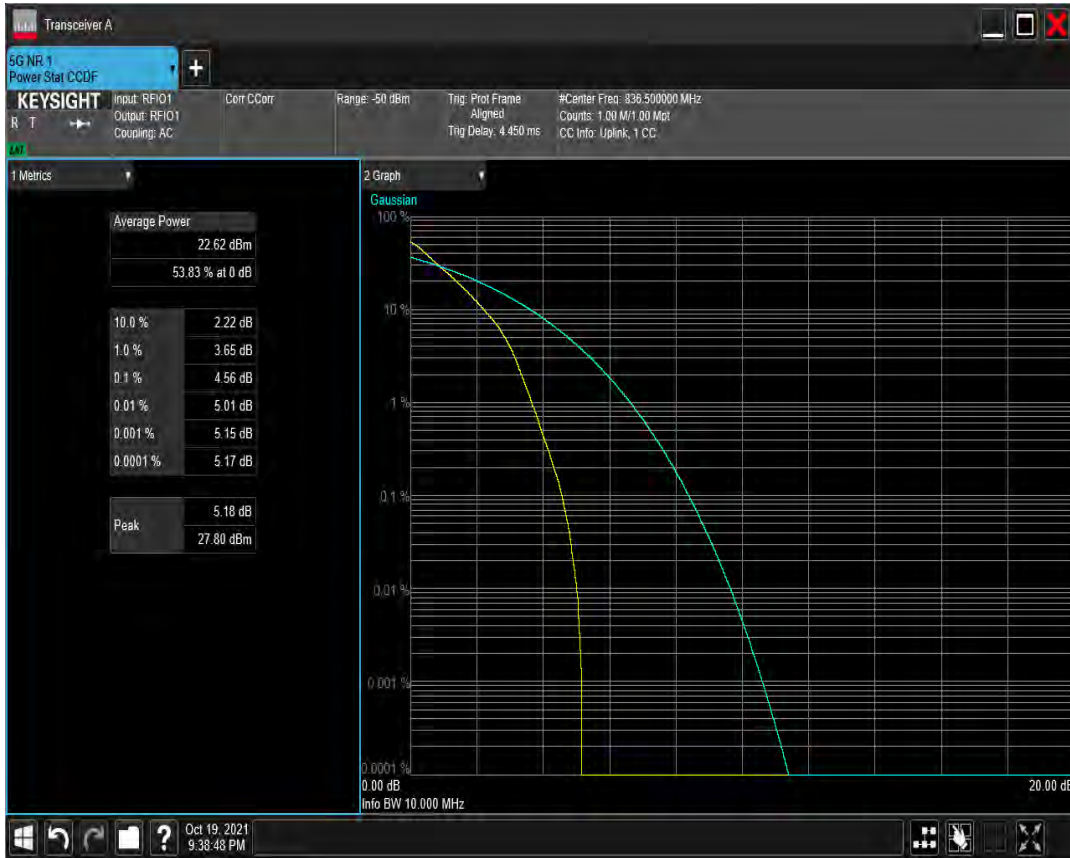 Transceiver A
5G NR 1
Power Stat CCDF
+
KEYSIGHT
R T
LXI
Input: RFIO1
Output: RFIO1
Coupling: AC
Corr CCorr
Range: -50 dBm
Trig: Prot Frame
Aligned
Trig Delay: 4.450 ms
#Center Freq: 836.500000 MHz
Counts: 1.00 M/1.00 Mpt
CC Info: Uplink, 1 CC
1 Metrics
Average Power
22.62 dBm
53.83 % at 0 dB
10.0 % 2.22 dB
1.0 % 3.65 dB
0.1 % 4.56 dB
0.01 % 5.01 dB
0.001 % 5.15 dB
0.0001 % 5.17 dB
Peak
5.18 dB
27.80 dBm
2 Graph
Gaussian
100 %
10 %
1 %
0.1 %
0.01 %
0.001 %
0.0001 %
0.00 dB 20.00 dB
Info BW 10.000 MHz
? Oct 19, 2021
9:38:48 PM